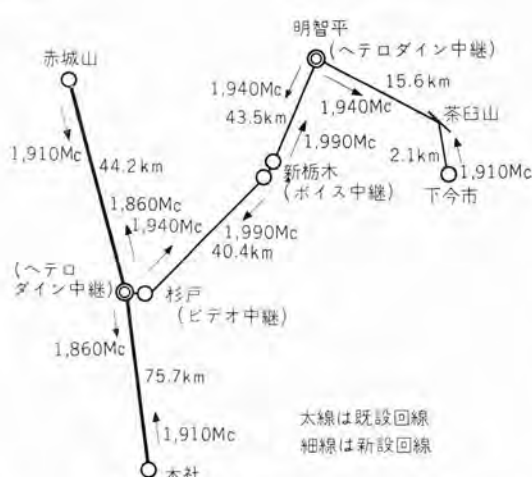 明智平
(ヘテロダイン中継)
赤城山
1,940Mc
15.6km
1,940Mc
43.5km
茶臼山
1,910Mc
1,990Mc
2.1km
1,910Mc
44.2km
新栃木
(ボイス中継)
下今市
1,860Mc
1,940Mc
1,990Mc
40.4km
(ヘテロ
ダイン中継)
杉戸
(ビデオ中継)
1,860Mc
75.7km
太線は既設回線
1,910Mc
細線は新設回線
本社